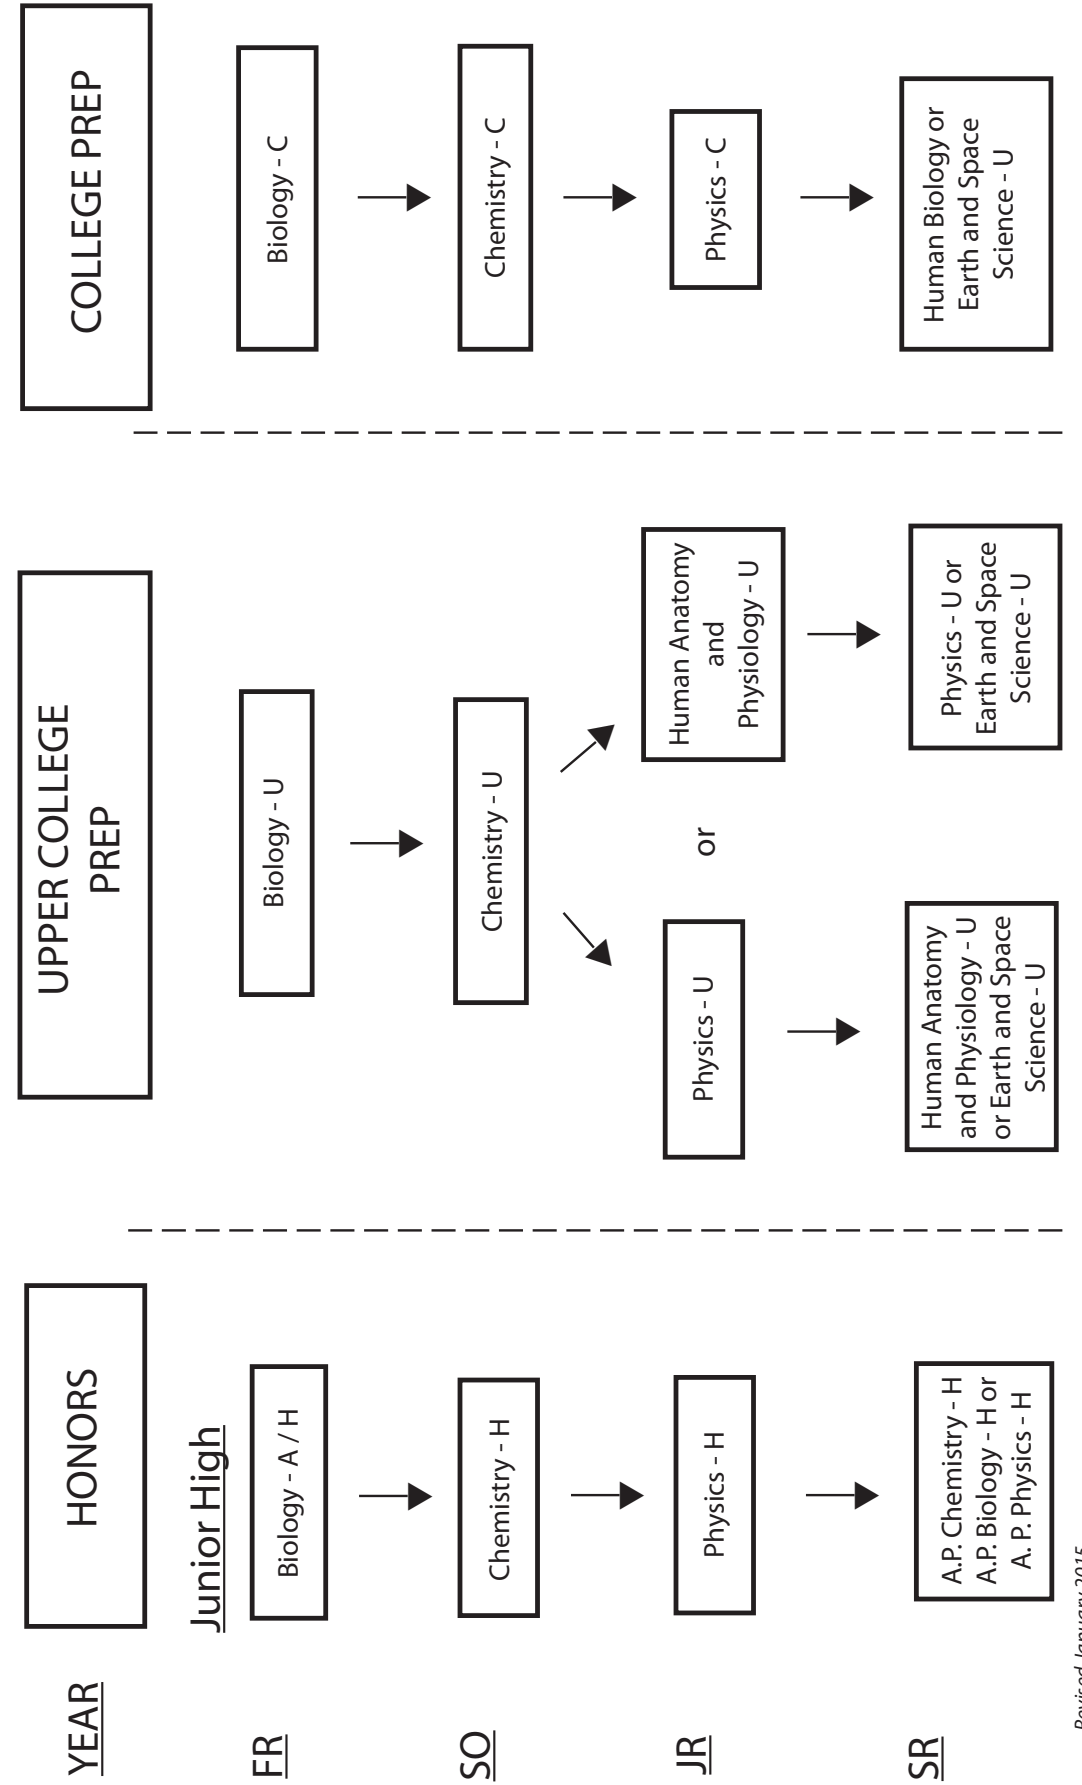 YEAR
HONORS
UPPER COLLEGE
PREP
COLLEGE PREP
Junior High
FR
Biology - A / H
Biology - U
Biology - C
SO
Chemistry - H
Chemistry - U
Chemistry - C
JR
Physics - H
Physics - U
or
Human Anatomy
and
Physiology - U
Physics - C
SR
A.P. Chemistry - H
A.P. Biology - H or
A. P. Physics - H
Human Anatomy
and Physiology - U
or Earth and Space
Science - U
Physics - U or
Earth and Space
Science - U
Human Biology or
Earth and Space
Science - U
Revised January 2015